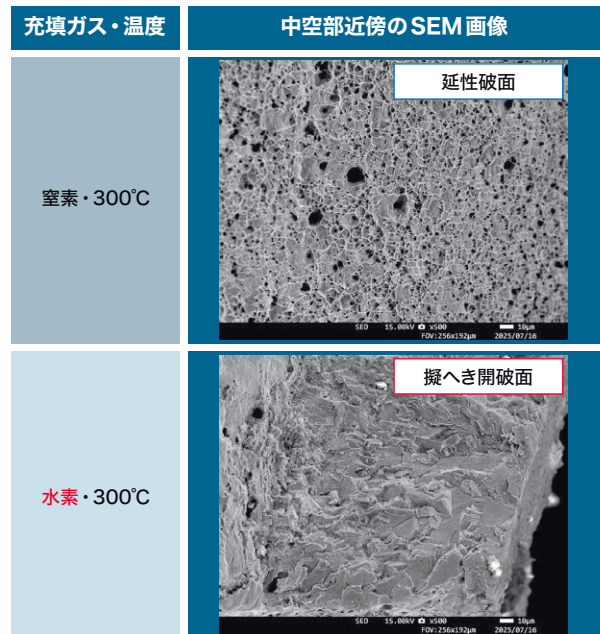 充填ガス・温度
中空部近傍のSEM画像
窒素・300℃
延性破面
SED 15.00kV x500 10μm
FOV:256x192μm 2025/07/16
水素・300℃
擬へき開破面
SED 15.00kV x500 10μm
FOV:256x192μm 2025/07/16